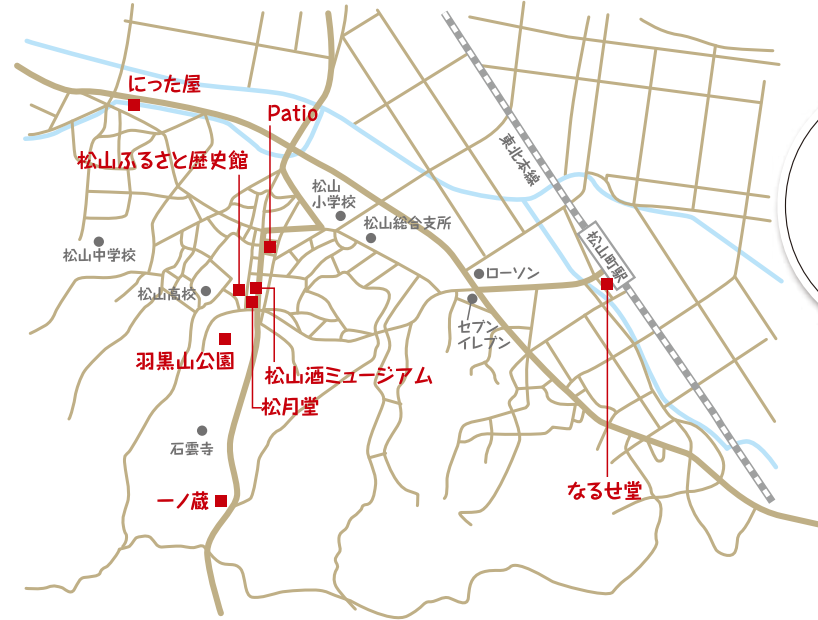 にった屋
Patio
松山ふるさと歴史館
松山
小学校
松山総合支所
東北本線
松山町駅
松山中学校
松山高校
ローソン
セブン
イレブン
羽黒山公園
松山酒ミュージアム
松月堂
石雲寺
一ノ蔵
なるせ堂